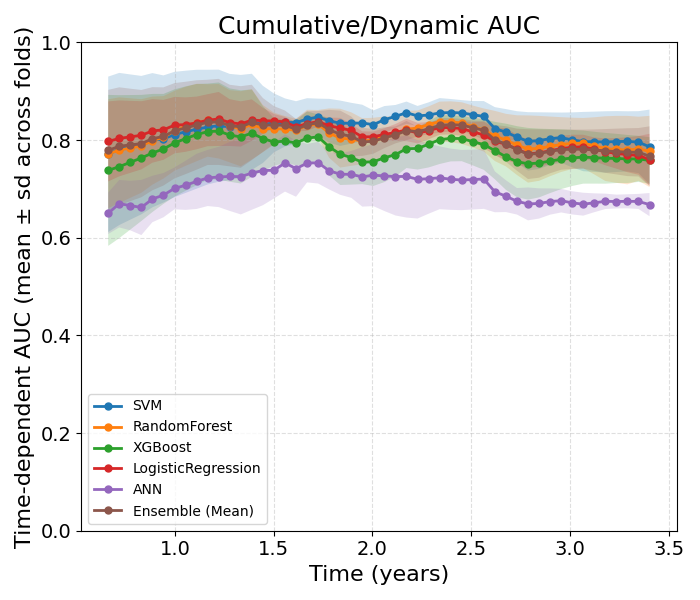 Cumulative/Dynamic AUC
Time-dependent AUC (mean ± sd across folds)
1.0
0.8
0.6
0.4
0.2
0.0
SVM
RandomForest
XGBoost
LogisticRegression
ANN
Ensemble (Mean)
1.0 1.5 2.0 2.5 3.0 3.5
Time (years)